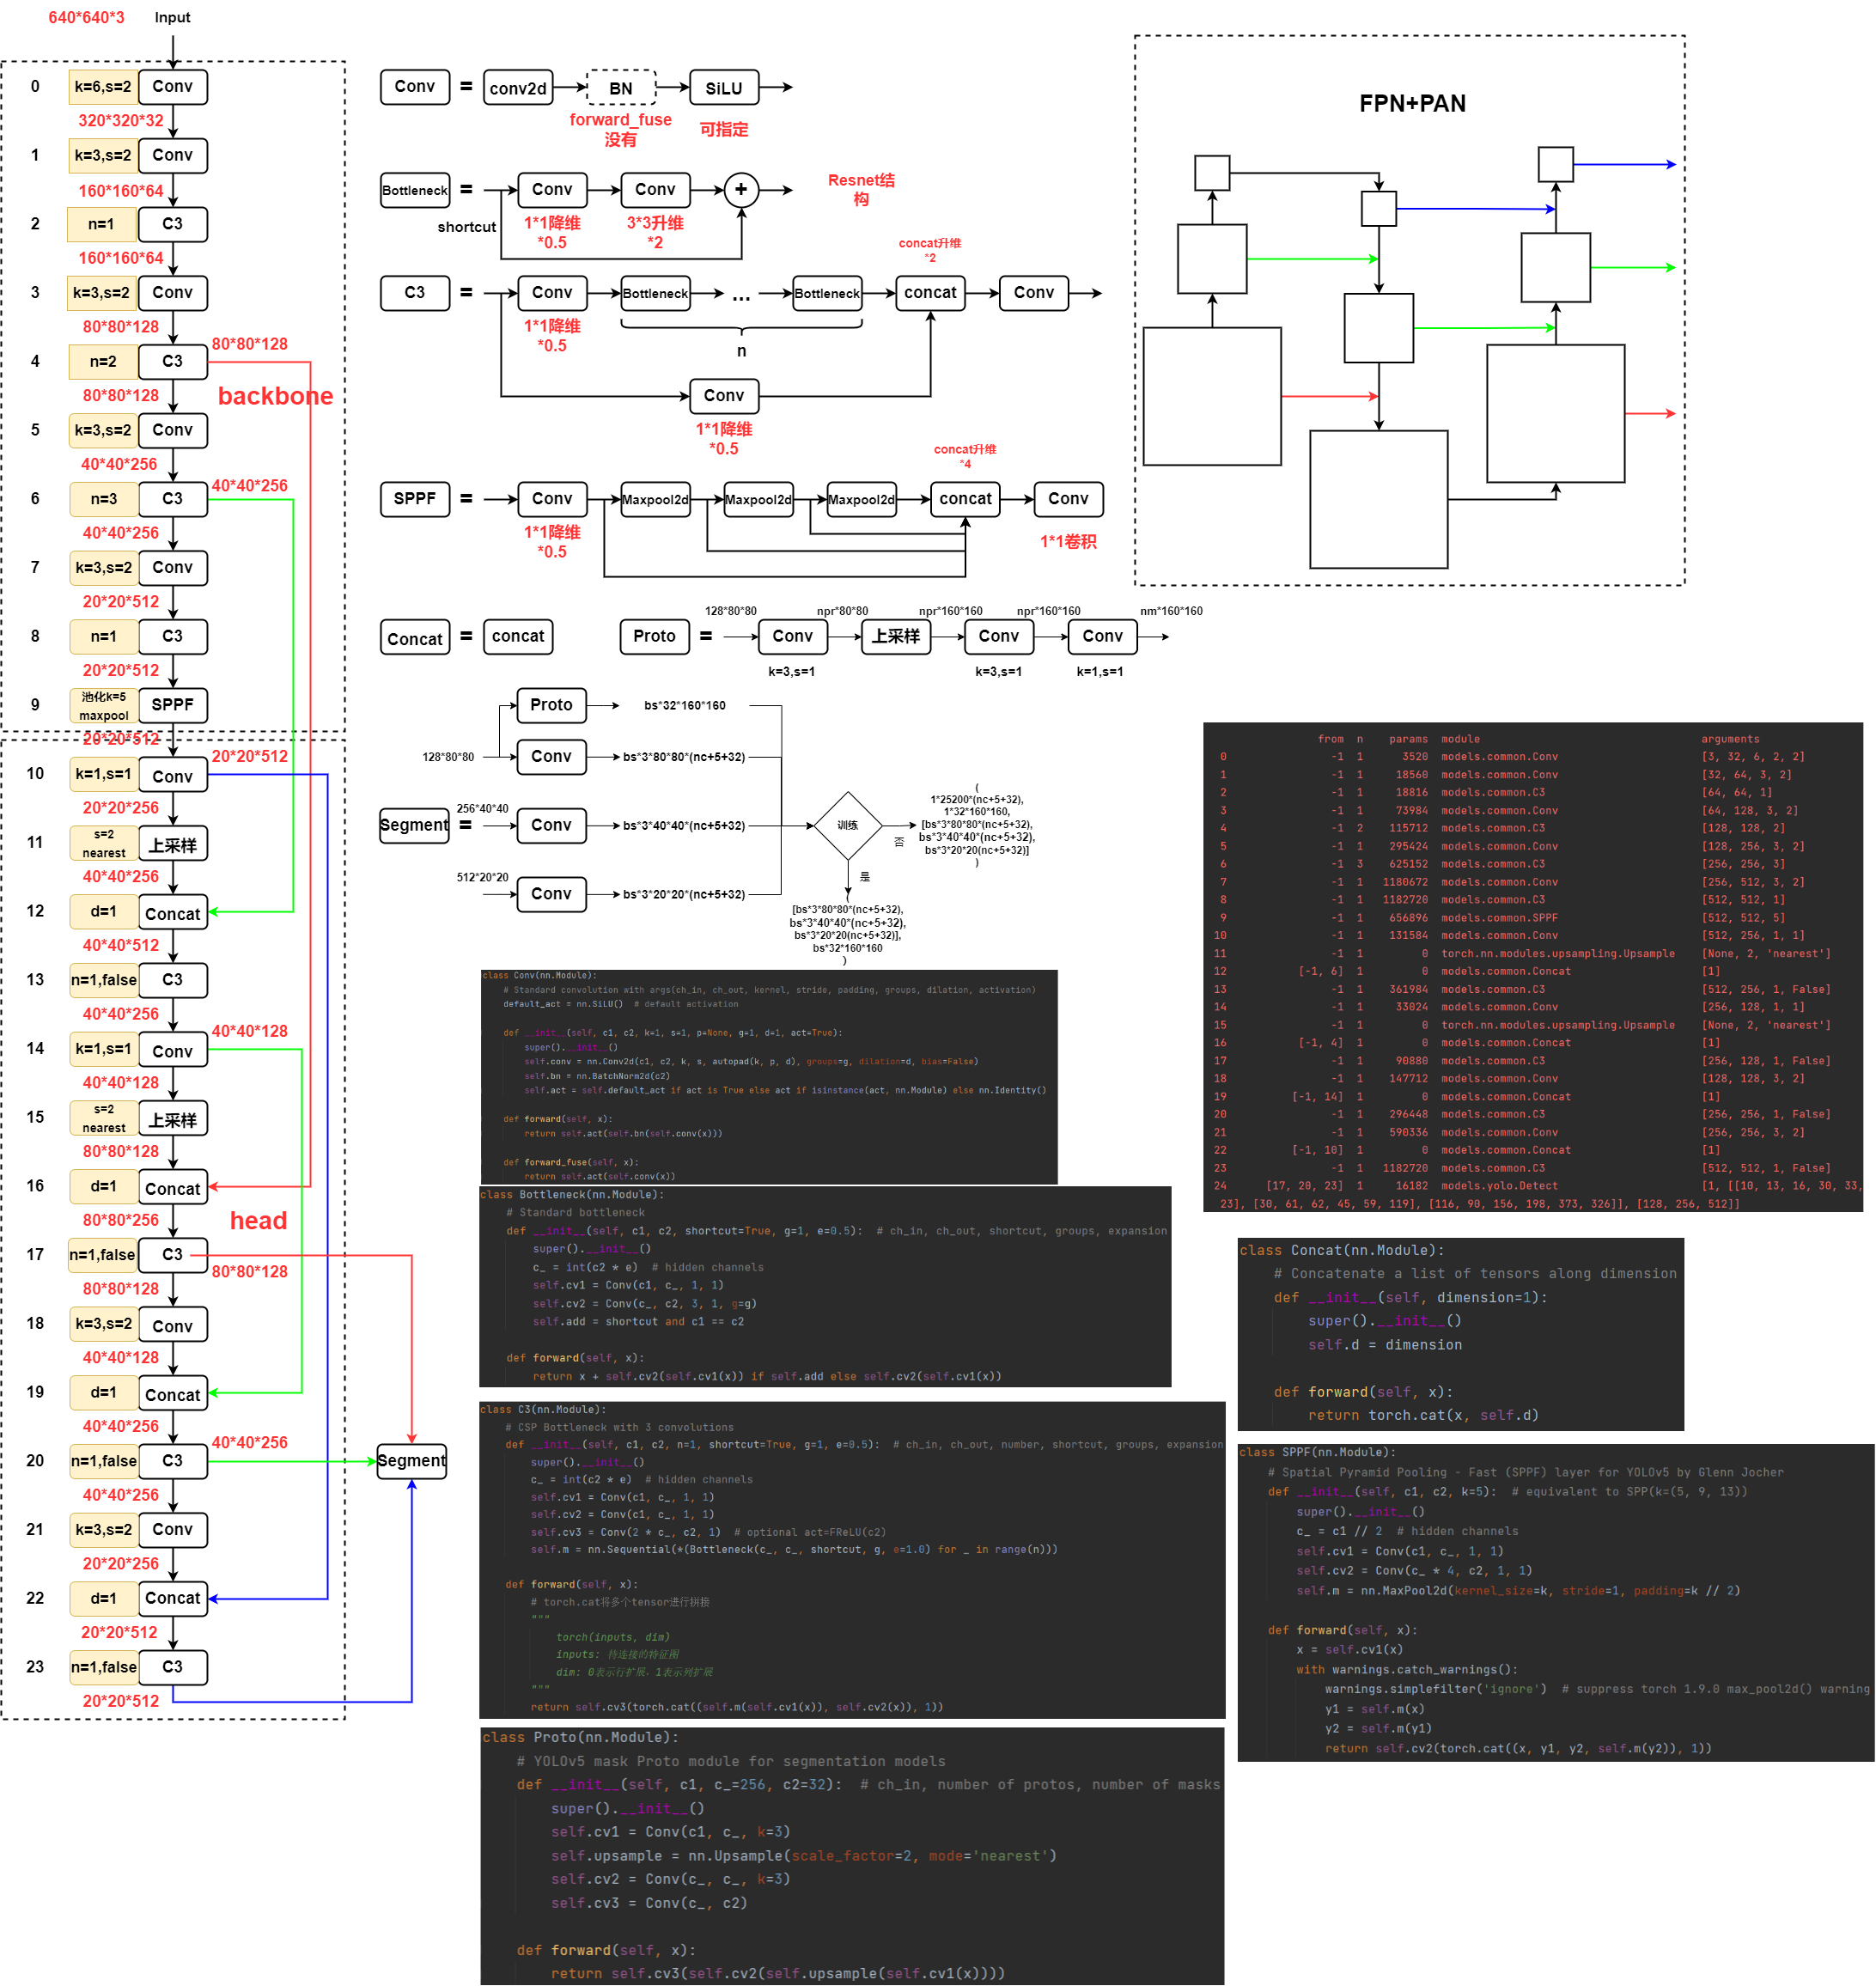 640*640*3
Input
0
k=6,s=2
Conv
320*320*32
1
k=3,s=2
Conv
160*160*64
2
n=1
C3
160*160*64
3
k=3,s=2
Conv
80*80*128
4
n=2
C3
80*80*128
80*80*128
backbone
5
k=3,s=2
Conv
40*40*256
6
n=3
C3
40*40*256
40*40*256
7
k=3,s=2
Conv
20*20*512
8
n=1
C3
20*20*512
9
池化k=5
maxpool
SPPF
20*20*512
10
k=1,s=1
Conv
20*20*512
20*20*256
11
s=2
nearest
上采样
40*40*256
12
d=1
Concat
40*40*512
13
n=1,false
C3
40*40*256
14
k=1,s=1
Conv
40*40*128
40*40*128
15
s=2
nearest
上采样
80*80*128
16
d=1
Concat
80*80*256
head
17
n=1,false
C3
80*80*128
80*80*128
18
k=3,s=2
Conv
40*40*128
19
d=1
Concat
40*40*256
20
n=1,false
C3
40*40*256
Segment
40*40*256
21
k=3,s=2
Conv
20*20*256
22
d=1
Concat
20*20*512
23
n=1,false
C3
20*20*512
Conv = conv2d BN SiLU
forward_fuse
没有
可指定
Bottleneck = Conv Conv +
Resnet结
构
shortcut
1*1降维
*0.5
3*3升维
*2
concat升维
*2
C3 = Conv Bottleneck ... Bottleneck concat Conv
1*1降维
*0.5
n
Conv
1*1降维
*0.5
concat升维
*4
SPPF = Conv Maxpool2d Maxpool2d Maxpool2d concat Conv
1*1降维
*0.5
1*1卷积
Concat = concat
128*80*80 npr*80*80 npr*160*160 npr*160*160 nm*160*160
Proto = Conv 上采样 Conv Conv
k=3,s=1 k=3,s=1 k=1,s=1
Proto bs*32*160*160
128*80*80 Conv bs*3*80*80*(nc+5+32)
256*40*40
Segment = Conv bs*3*40*40*(nc+5+32)
512*20*20
Conv bs*3*20*20*(nc+5+32)
训练
否
(
1*25200*(nc+5+32),
1*32*160*160,
[bs*3*80*80*(nc+5+32),
bs*3*40*40*(nc+5+32),
bs*3*20*20(nc+5+32)]
)
是
(
[bs*3*80*80*(nc+5+32),
bs*3*40*40*(nc+5+32),
bs*3*20*20(nc+5+32)],
bs*32*160*160
)
FPN+PAN
from n params module arguments
0 -1 1 3520 models.common.Conv [3, 32, 6, 2, 2]
1 -1 1 18560 models.common.Conv [32, 64, 3, 2]
2 -1 1 18816 models.common.C3 [64, 64, 1]
3 -1 1 73984 models.common.Conv [64, 128, 3, 2]
4 -1 2 115712 models.common.C3 [128, 128, 2]
5 -1 1 295424 models.common.Conv [128, 256, 3, 2]
6 -1 3 625152 models.common.C3 [256, 256, 3]
7 -1 1 1180672 models.common.Conv [256, 512, 3, 2]
8 -1 1 1182720 models.common.C3 [512, 512, 1]
9 -1 1 656896 models.common.SPPF [512, 512, 5]
10 -1 1 131584 models.common.Conv [512, 256, 1, 1]
11 -1 1 0 torch.nn.modules.upsampling.Upsample [None, 2, 'nearest']
12 [-1, 6] 1 0 models.common.Concat [1]
13 -1 1 361984 models.common.C3 [512, 256, 1, False]
14 -1 1 33024 models.common.Conv [256, 128, 1, 1]
15 -1 1 0 torch.nn.modules.upsampling.Upsample [None, 2, 'nearest']
16 [-1, 4] 1 0 models.common.Concat [1]
17 -1 1 90880 models.common.C3 [256, 128, 1, False]
18 -1 1 147712 models.common.Conv [128, 128, 3, 2]
19 [-1, 14] 1 0 models.common.Concat [1]
20 -1 1 296448 models.common.C3 [256, 256, 1, False]
21 -1 1 590336 models.common.Conv [256, 256, 3, 2]
22 [-1, 10] 1 0 models.common.Concat [1]
23 -1 1 1182720 models.common.C3 [512, 512, 1, False]
24 [17, 20, 23] 1 16182 models.yolo.Detect [1, [[10, 13, 16, 30, 33,
23], [30, 61, 62, 45, 59, 119], [116, 90, 156, 198, 373, 326]], [128, 256, 512]]
class Conv(nn.Module):
# Standard convolution with args(ch_in, ch_out, kernel, stride, padding, groups, dilation, activation)
default_act = nn.SiLU()  # default activation
def __init__(self, c1, c2, k=1, s=1, p=None, g=1, d=1, act=True):
super().__init__()
self.conv = nn.Conv2d(c1, c2, k, s, autopad(k, p, d), groups=g, dilation=d, bias=False)
self.bn = nn.BatchNorm2d(c2)
self.act = self.default_act if act is True else act if isinstance(act, nn.Module) else nn.Identity()
def forward(self, x):
return self.act(self.bn(self.conv(x)))
def forward_fuse(self, x):
return self.act(self.conv(x))
class Bottleneck(nn.Module):
# Standard bottleneck
def __init__(self, c1, c2, shortcut=True, g=1, e=0.5):  # ch_in, ch_out, shortcut, groups, expansion
super().__init__()
c_ = int(c2 * e)  # hidden channels
self.cv1 = Conv(c1, c_, 1, 1)
self.cv2 = Conv(c_, c2, 3, 1, g=g)
self.add = shortcut and c1 == c2
def forward(self, x):
return x + self.cv2(self.cv1(x)) if self.add else self.cv2(self.cv1(x))
class C3(nn.Module):
# CSP Bottleneck with 3 convolutions
def __init__(self, c1, c2, n=1, shortcut=True, g=1, e=0.5):  # ch_in, ch_out, number, shortcut, groups, expansion
super().__init__()
c_ = int(c2 * e)  # hidden channels
self.cv1 = Conv(c1, c_, 1, 1)
self.cv2 = Conv(c1, c_, 1, 1)
self.cv3 = Conv(2 * c_, c2, 1)  # optional act=FReLU(c2)
self.m = nn.Sequential(*(Bottleneck(c_, c_, shortcut, g, e=1.0) for _ in range(n)))
def forward(self, x):
# torch.cat将多个tensor进行拼接
"""
torch(inputs, dim)
inputs: 待连接的特征图
dim: 0表示行扩展，1表示列扩展
"""
return self.cv3(torch.cat((self.m(self.cv1(x)), self.cv2(x)), 1))
class Proto(nn.Module):
# YOLOv5 mask Proto module for segmentation models
def __init__(self, c1, c_=256, c2=32):  # ch_in, number of protos, number of masks
super().__init__()
self.cv1 = Conv(c1, c_, k=3)
self.upsample = nn.Upsample(scale_factor=2, mode='nearest')
self.cv2 = Conv(c_, c_, k=3)
self.cv3 = Conv(c_, c2)
def forward(self, x):
return self.cv3(self.cv2(self.upsample(self.cv1(x))))
class Concat(nn.Module):
# Concatenate a list of tensors along dimension
def __init__(self, dimension=1):
super().__init__()
self.d = dimension
def forward(self, x):
return torch.cat(x, self.d)
class SPPF(nn.Module):
# Spatial Pyramid Pooling - Fast (SPPF) layer for YOLOv5 by Glenn Jocher
def __init__(self, c1, c2, k=5):  # equivalent to SPP(k=(5, 9, 13))
super().__init__()
c_ = c1 // 2  # hidden channels
self.cv1 = Conv(c1, c_, 1, 1)
self.cv2 = Conv(c_ * 4, c2, 1, 1)
self.m = nn.MaxPool2d(kernel_size=k, stride=1, padding=k // 2)
def forward(self, x):
x = self.cv1(x)
with warnings.catch_warnings():
warnings.simplefilter('ignore')  # suppress torch 1.9.0 max_pool2d() warning
y1 = self.m(x)
y2 = self.m(y1)
return self.cv2(torch.cat((x, y1, y2, self.m(y2)), 1))